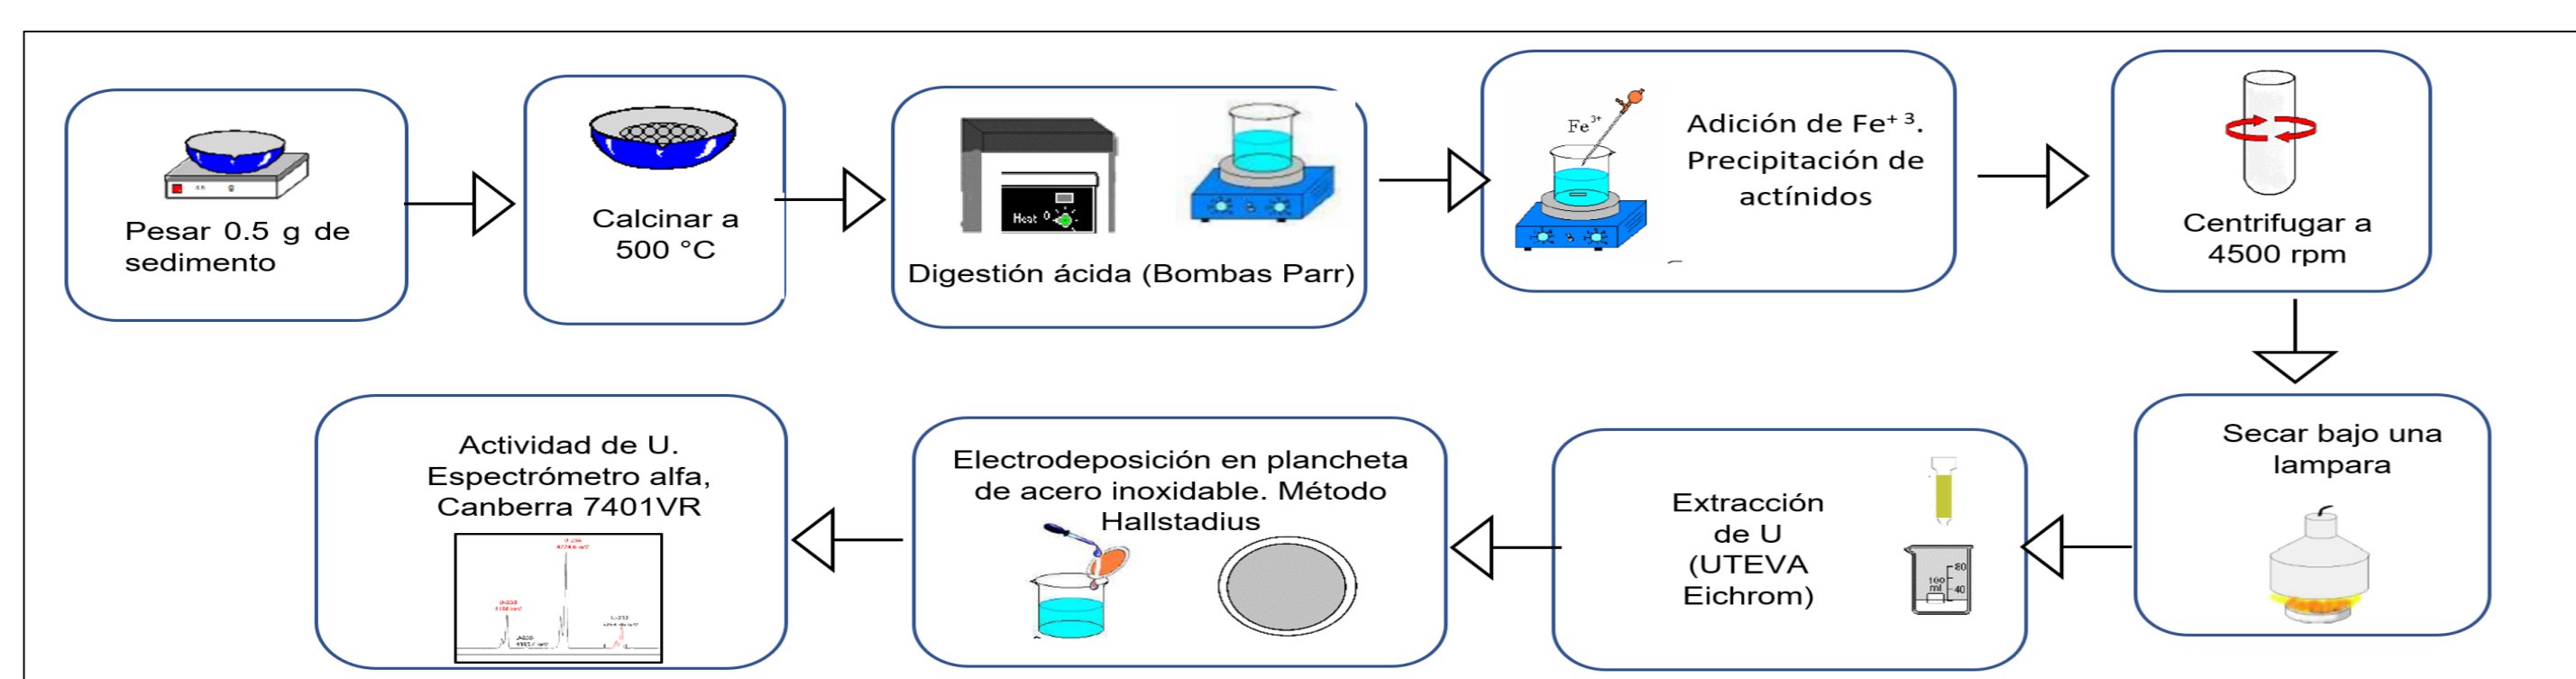 Pesar 0.5 g de
sedimento
Calcinar a
500 °C
Heat 0
Digestión ácida (Bombas Parr)
Fe3+
Adición de Fe+ 3.
Precipitación de
actínidos
Centrifugar a
4500 rpm
Secar bajo una
lampara
Extracción
de U
(UTEVA
Eichrom)
80
100
ml
40
Electrodeposición en plancheta
de acero inoxidable. Método
Hallstadius
Actividad de U.
Espectrómetro alfa,
Canberra 7401VR